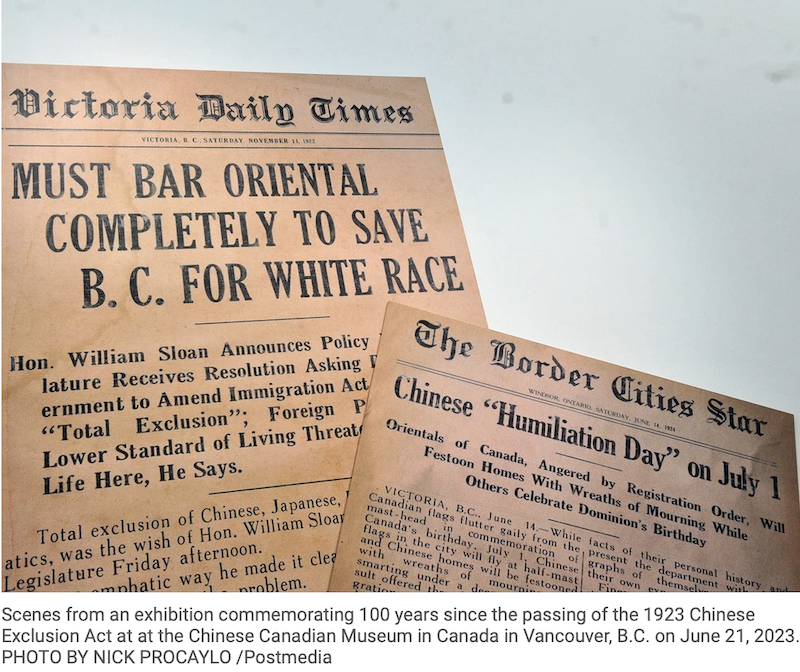 Victoria Daily Times
VICTORIA, B. C., SATURDAY, NOVEMBER 11, 1922
MUST BAR ORIENTAL
COMPLETELY TO SAVE
B. C. FOR WHITE RACE
Hon. William Sloan Announces Policy
lature Receives Resolution Asking
ernment to Amend Immigration Act
"Total Exclusion"; Foreign
Lower Standard of Living
Life Here, He Says.
Total exclusion of Chinese, Japanese,
atics, was the wish of Hon. William
Legislature Friday afternoon.
way he made it
problem.
The Border Cities Star
WINDSOR, ONTARIO, SATURDAY, JUNE 14, 1924
Chinese "Humiliation Day" on July 1
Orientals of Canada, Angered by Registration Order, Will
Festoon Homes With Wreaths of Mourning While
Others Celebrate Dominion's Birthday
VICTORIA, B.C., June 14.—While
Canadian flags flutter gaily from the
mast-head in commemoration of
Canada's birthday, July 1, Chinese
flags in the city will fly at half-mast
and Chinese homes will be festooned
with wreaths of
smarting under a
sult offered the
facts of their personal history, and
present the department with
graphs of themselves
their own
Scenes from an exhibition commemorating 100 years since the passing of the 1923 Chinese
Exclusion Act at at the Chinese Canadian Museum in Canada in Vancouver, B.C. on June 21, 2023.
PHOTO BY NICK PROCAYLO /Postmedia